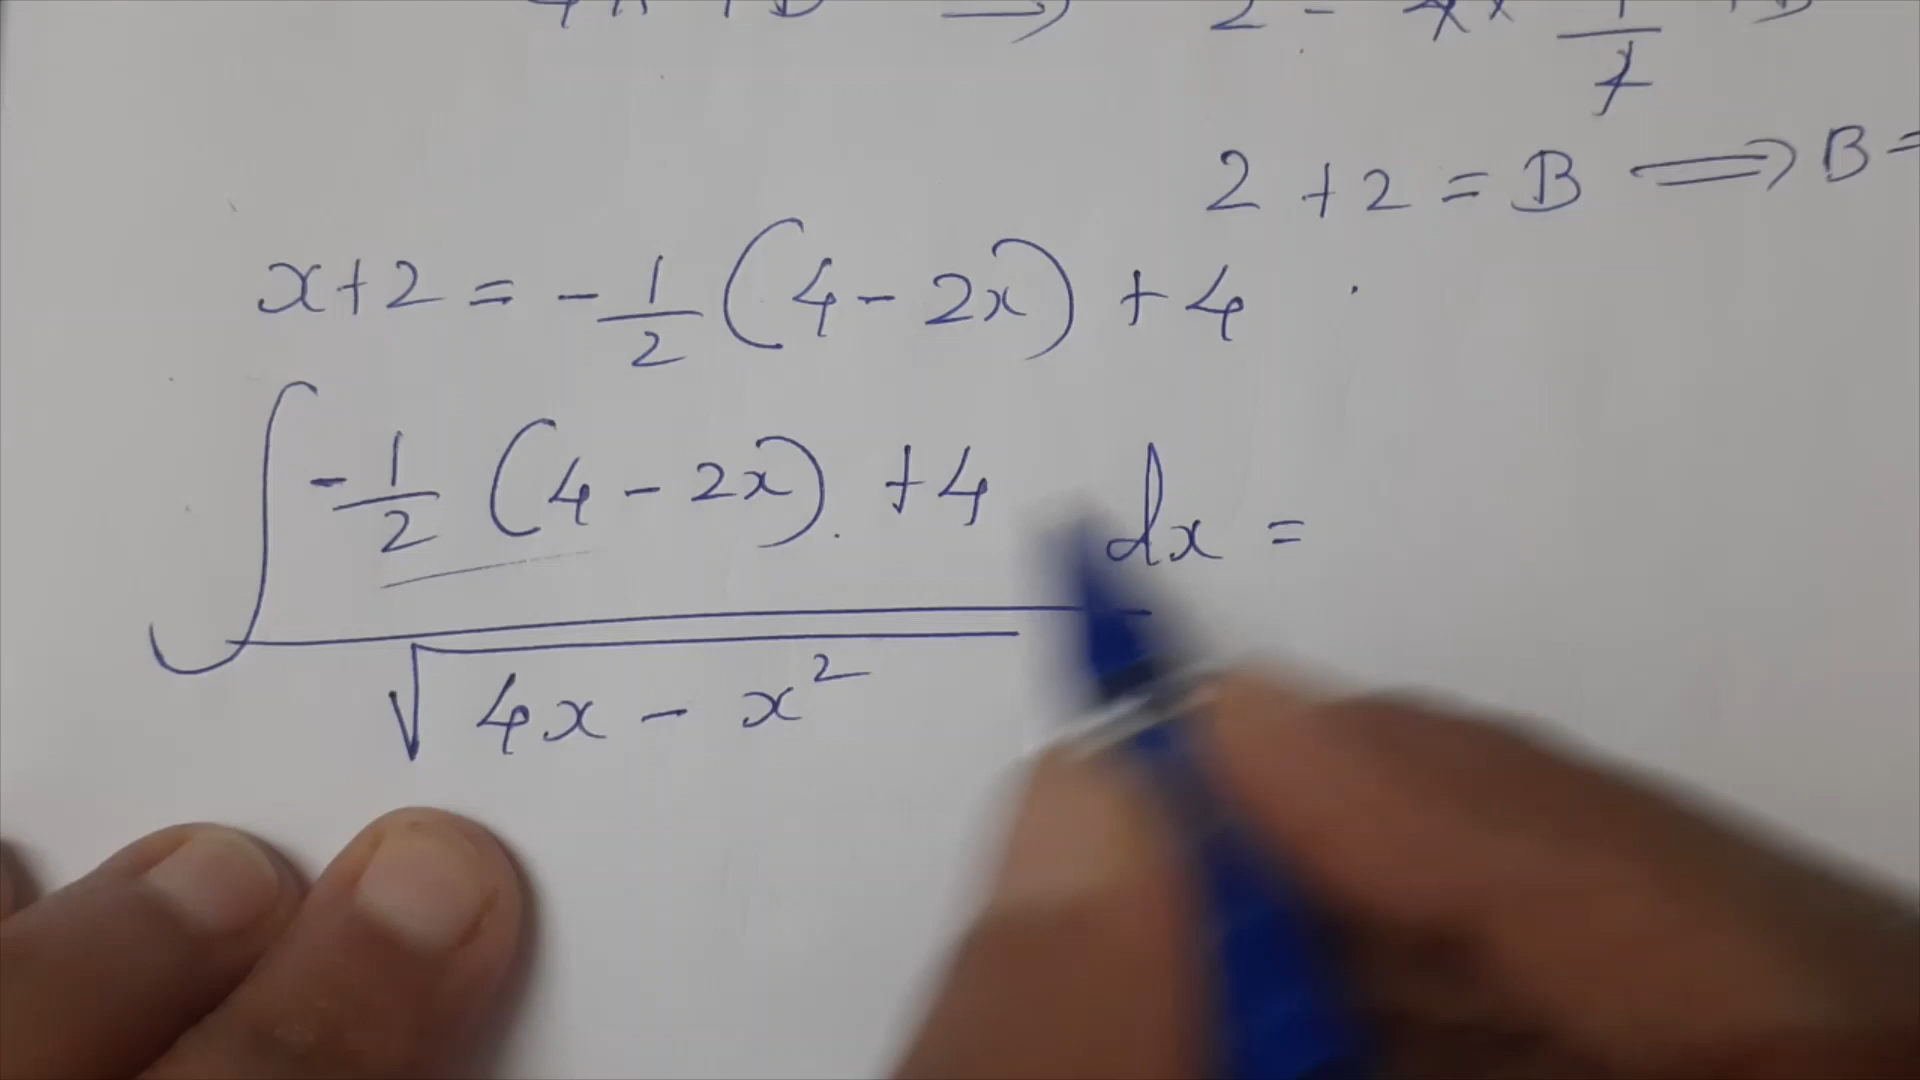 2 + 2 = B ⟹ B =
x + 2 = - 1/2 (4 - 2x) + 4
∫ (- 1/2 (4 - 2x) + 4) / √(4x - x²) dx =